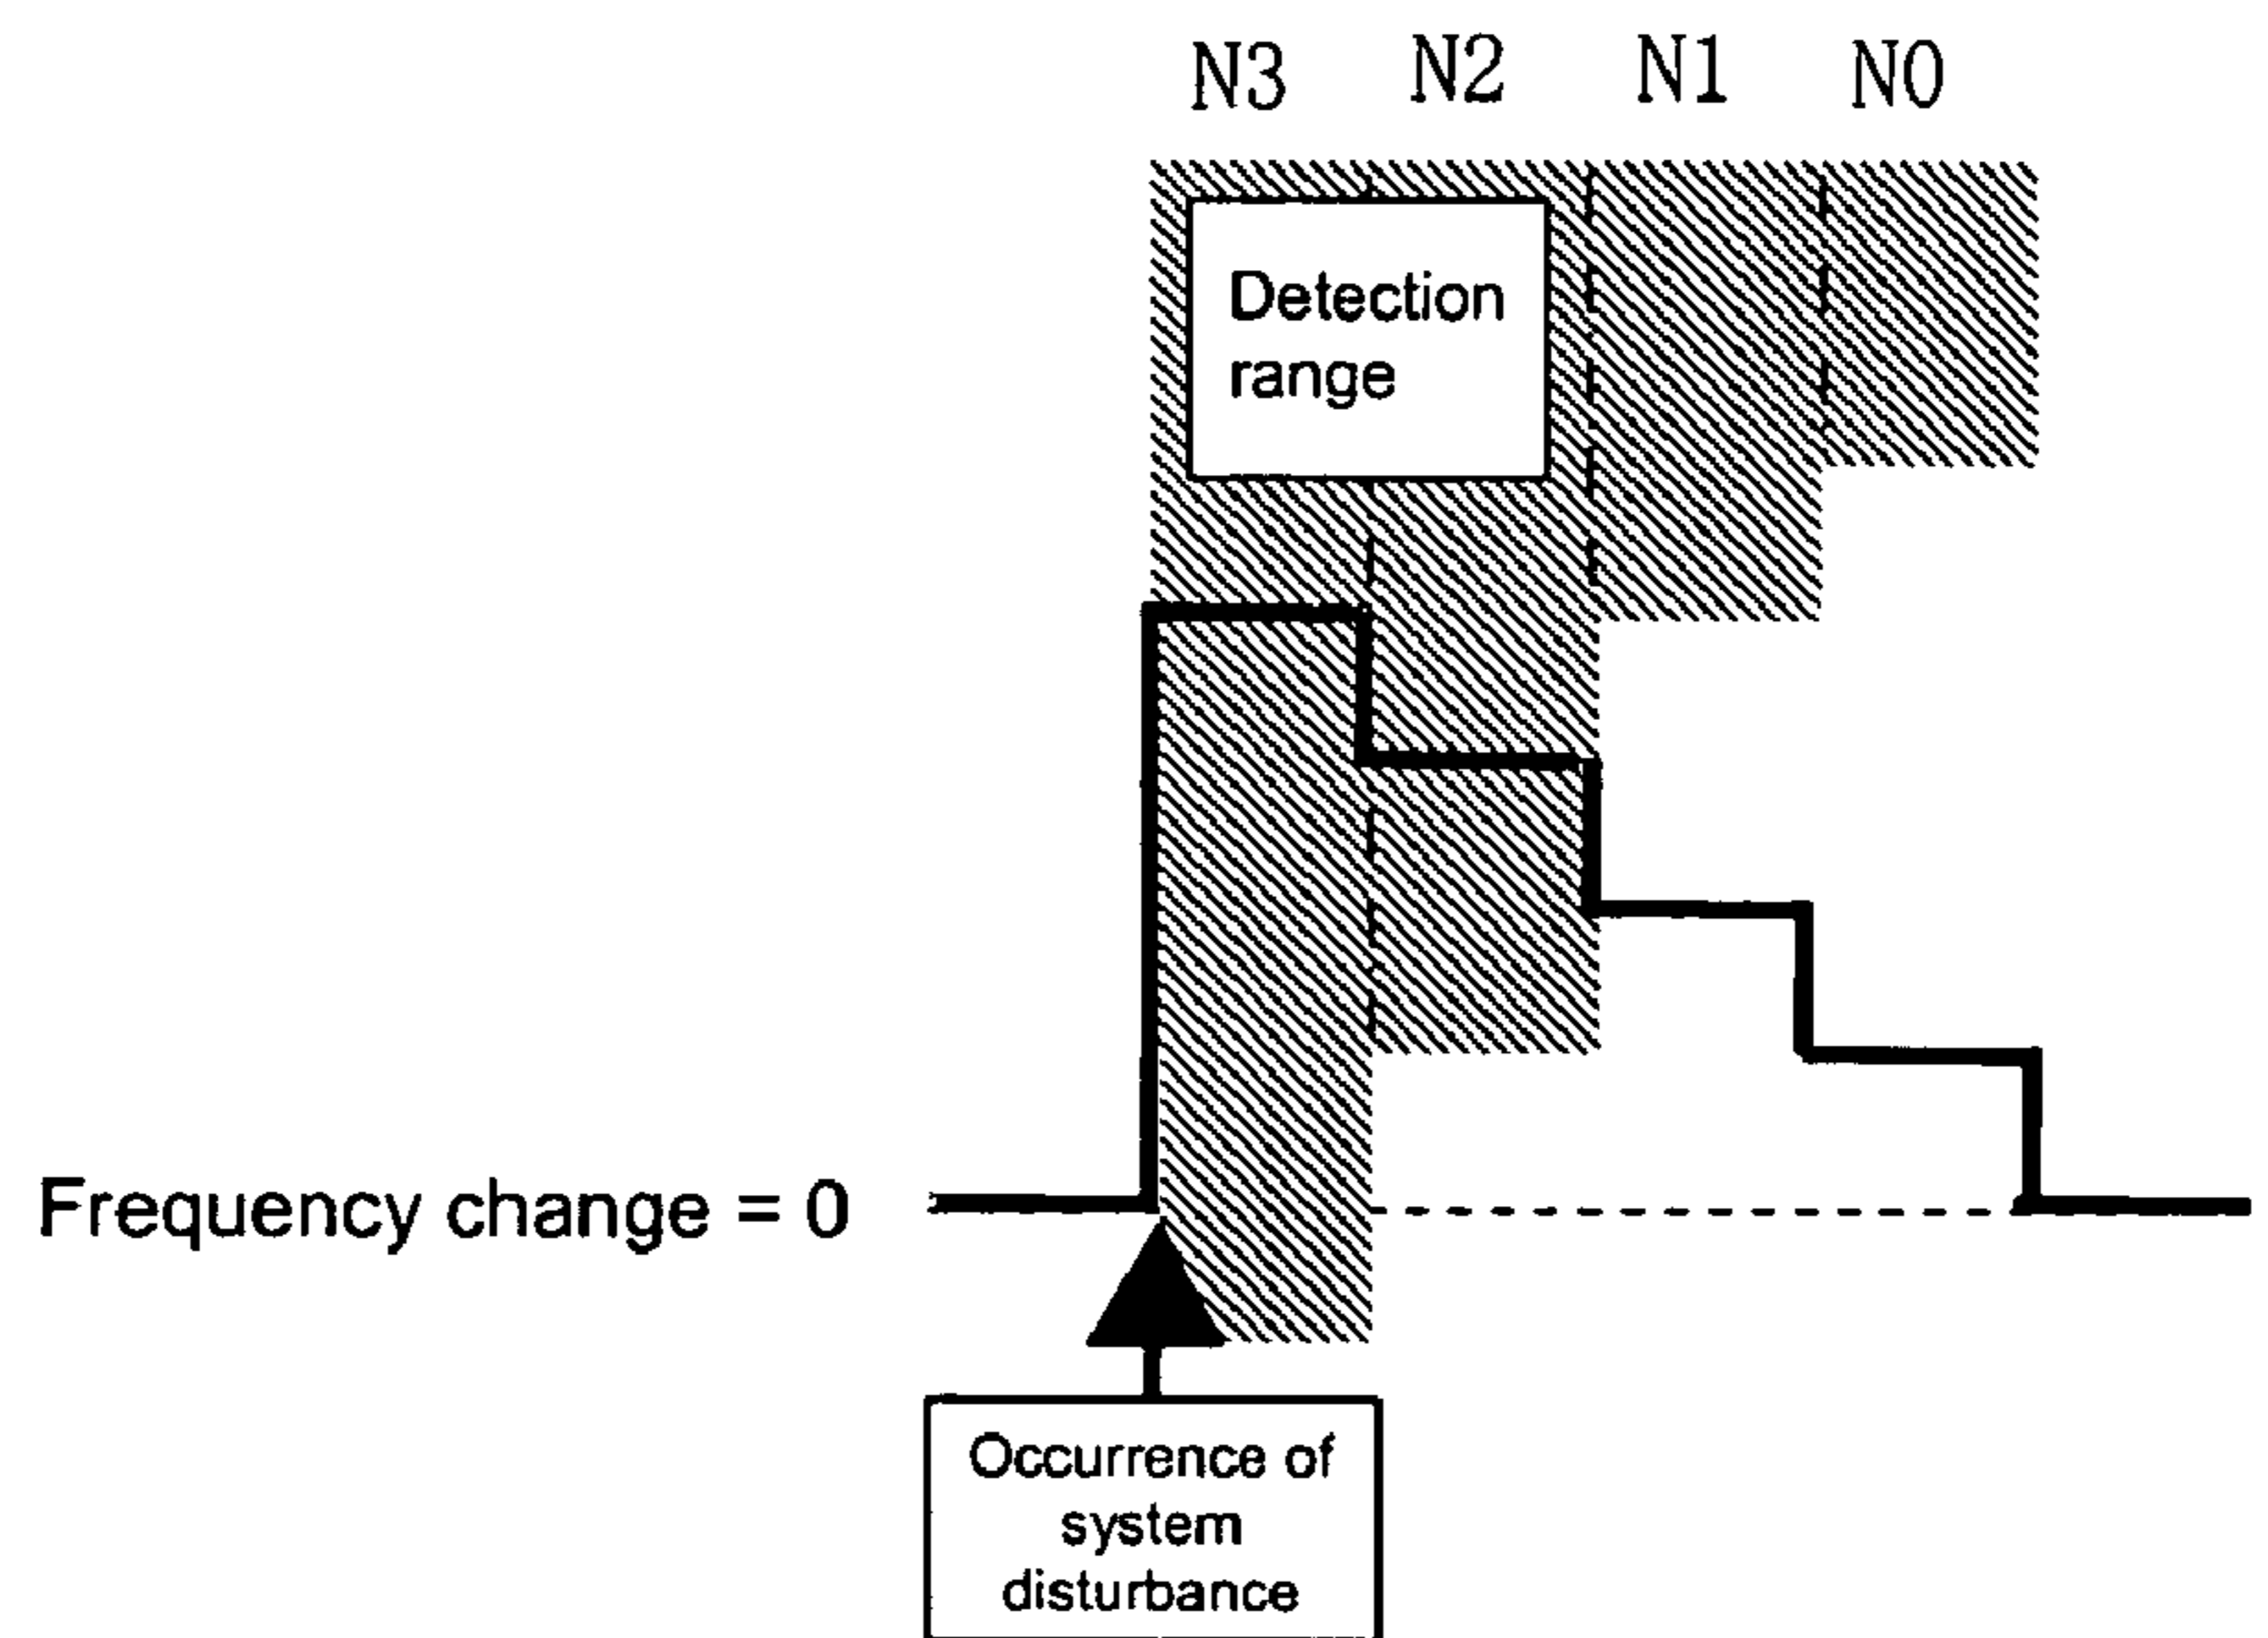 N3 N2 N1 N0
Detection
range
Frequency change = 0
Occurrence of
system
disturbance